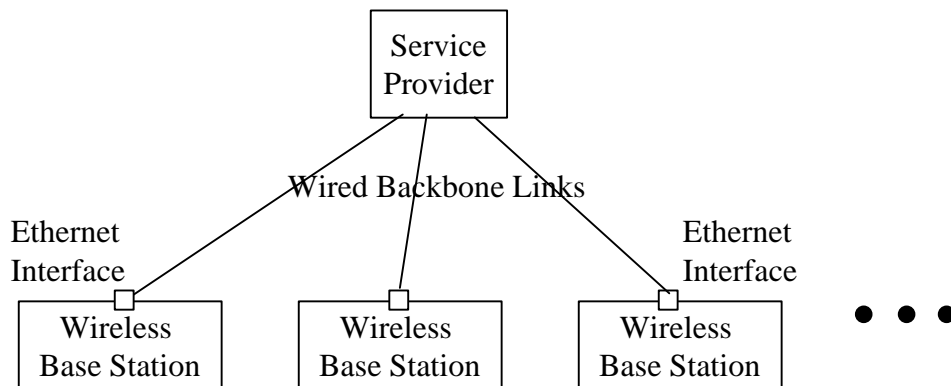 Service
Provider
Wired Backbone Links
Ethernet
Interface
Ethernet
Interface
Wireless
Base Station
Wireless
Base Station
Wireless
Base Station